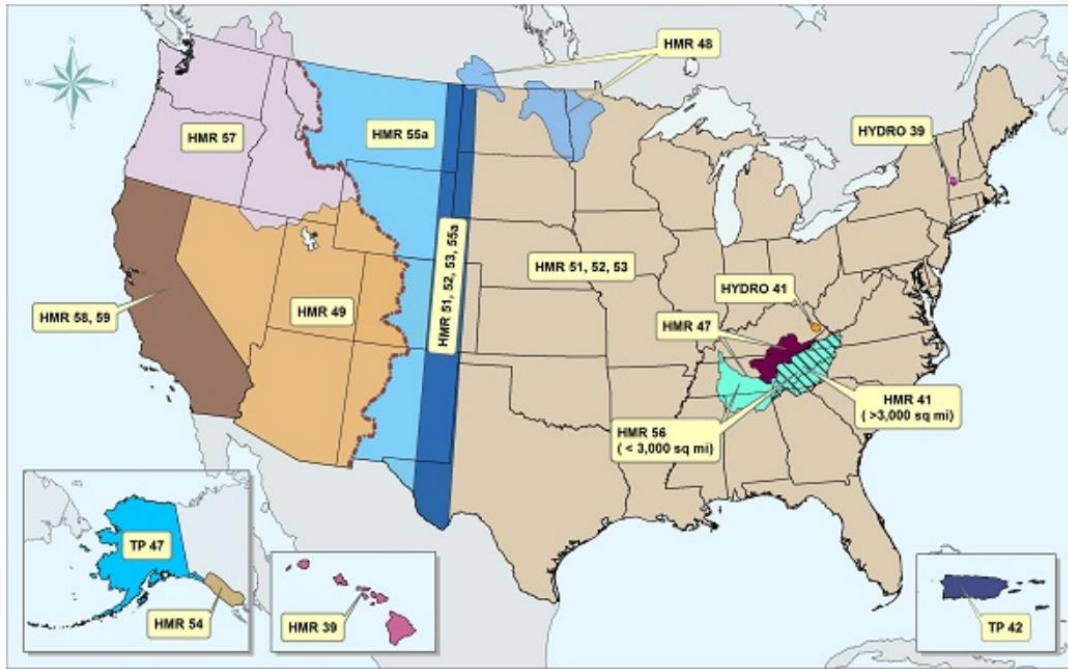 HMR 48
N
W
E
S
HMR 57
HMR 55a
HYDRO 39
HMR 51, 52, 53, 55a
HMR 51, 52, 53
HYDRO 41
HMR 58, 59
HMR 49
HMR 47
HMR 41
( >3,000 sq mi)
HMR 56
( < 3,000 sq mi)
TP 47
HMR 54
HMR 39
TP 42